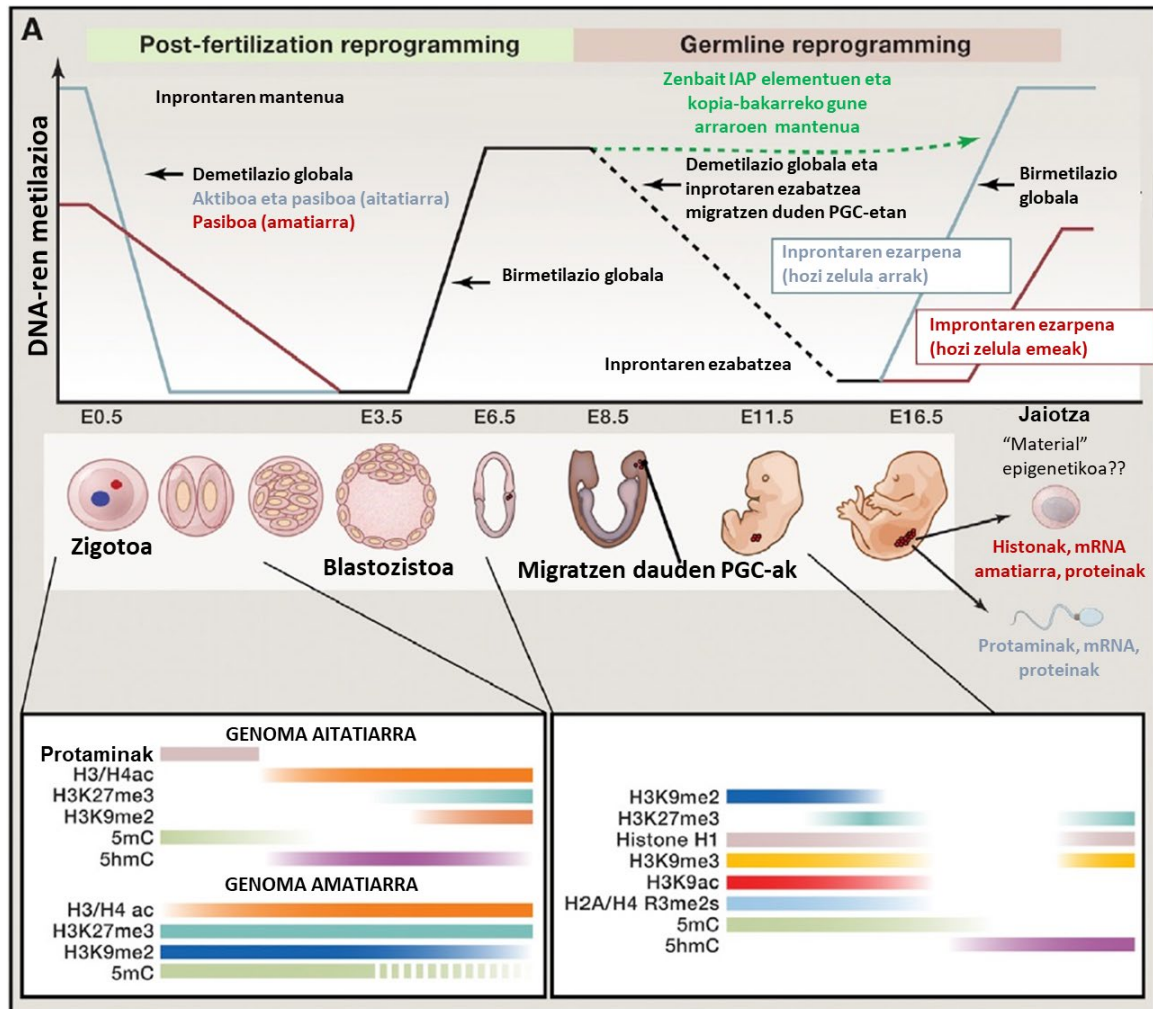 A
Post-fertilization reprogramming
Germline reprogramming
DNA-ren metilazioa
Inprontaren mantenua
Demetilazio globala
Aktiboa eta pasiboa (aitatiarra)
Pasiboa (amatiarra)
Birmetilazio globala
Zenbait IAP elementuen eta
kopia-bakarreko gune
arraroen mantenua
Demetilazio globala eta
inprotaren ezabatzea
migratzen duden PGC-etan
Birmetilazio
globala
Inprontaren ezarpena
(hozi zelula arrak)
Improntaren ezarpena
(hozi zelula emeak)
Inprontaren ezabatzea
E0.5
E3.5
E6.5
E8.5
E11.5
E16.5
Jaiotza
“Material”
epigenetikoa??
Zigotoa
Blastozistoa
Migratzen dauden PGC-ak
Histonak, mRNA
amatiarra, proteinak
Protaminak, mRNA,
proteinak
GENOMA AITATIARRA
Protaminak
H3/H4ac
H3K27me3
H3K9me2
5mC
5hmC
GENOMA AMATIARRA
H3/H4 ac
H3K27me3
H3K9me2
5mC
H3K9me2
H3K27me3
Histone H1
H3K9me3
H3K9ac
H2A/H4 R3me2s
5mC
5hmC